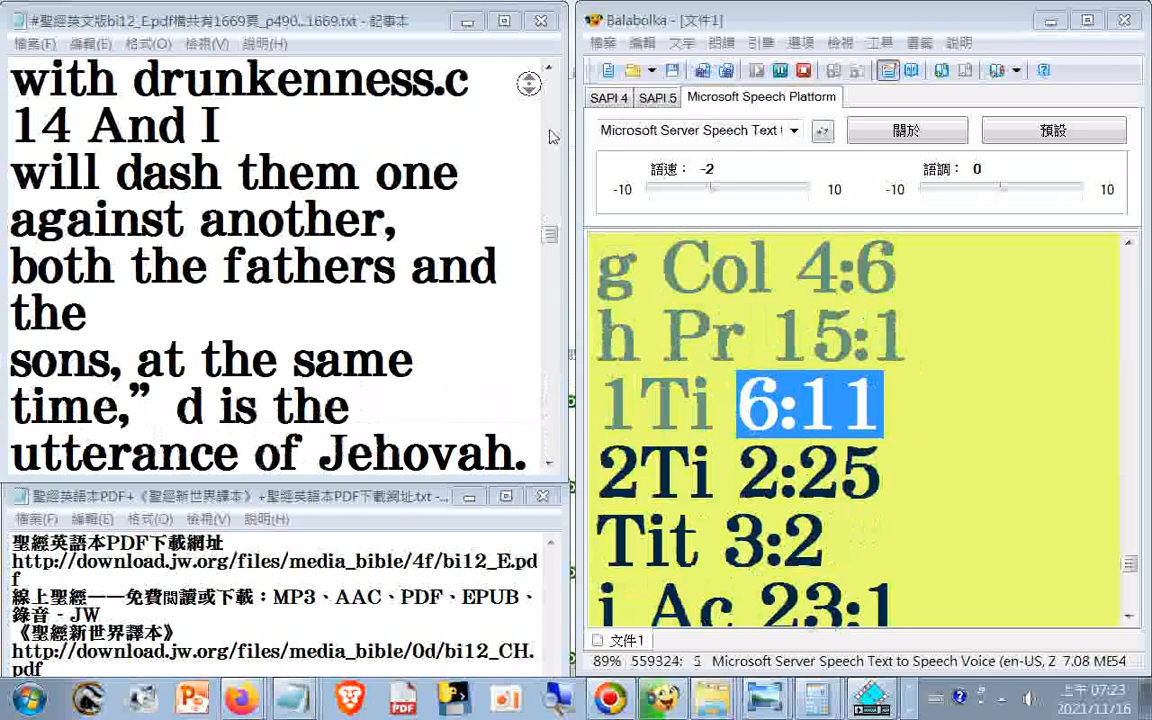 #聖經英文版bi12_E.pdf檔共有1669頁_p490..._1669.txt - 記事本
檔案(F) 編輯(E) 格式(O) 檢視(V) 說明(H)
with drunkenness.c
14 And I
will dash them one
against another,
both the fathers and
the
sons, at the same
time,” d is the
utterance of Jehovah.
聖經英語本PDF+《聖經新世界譯本》+聖經英語本PDF下載網址.txt -...
檔案(F) 編輯(E) 格式(O) 檢視(V) 說明(H)
聖經英語本PDF下載網址
http://download.jw.org/files/media_bible/4f/bi12_E.pd
f
線上聖經──免費閱讀或下載：MP3、AAC、PDF、EPUB、
錄音 - JW
《聖經新世界譯本》
http://download.jw.org/files/media_bible/0d/bi12_CH.
pdf
Balabolka - [文件1]
檔案 編輯 文字 朗讀 引擎 選項 檢視 工具 書籤 說明
SAPI 4 SAPI 5 Microsoft Speech Platform
Microsoft Server Speech Text 關於 預設
語速： -2 語調： 0
-10 10 -10 10
g Col 4:6
h Pr 15:1
1Ti 6:11
2Ti 2:25
Tit 3:2
i Ac 23:1
文件1
89% 559324: Microsoft Server Speech Text to Speech Voice (en-US, Z 7.08 ME54
上午 07:23
2021/11/16